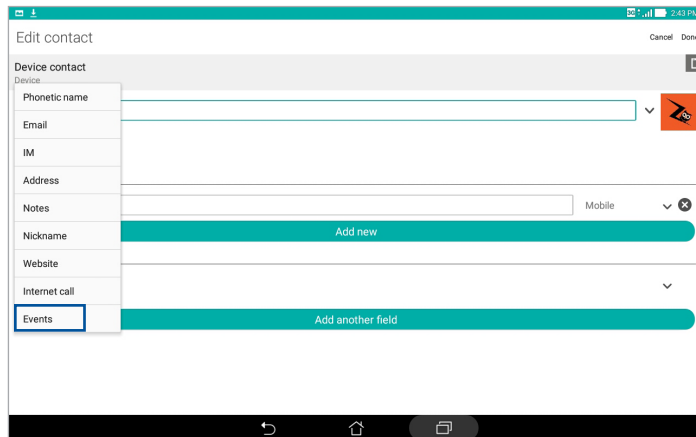 3G 2:43 PM
Edit contact
Cancel Done
Device contact
Device
Phonetic name
Email
IM
Address
Notes
Mobile
Nickname
Add new
Website
Internet call
Events
Add another field